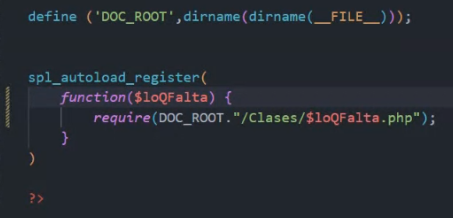 define ('DOC_ROOT',dirname(dirname(__FILE__)));
spl_autoload_register(
function($loQFalta) {
require(DOC_ROOT."/Clases/$loQFalta.php");
}
)
?>